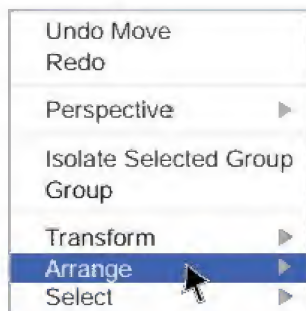 Undo Move
Redo
Perspective
Isolate Selected Group
Group
Transform
Arrange
Select